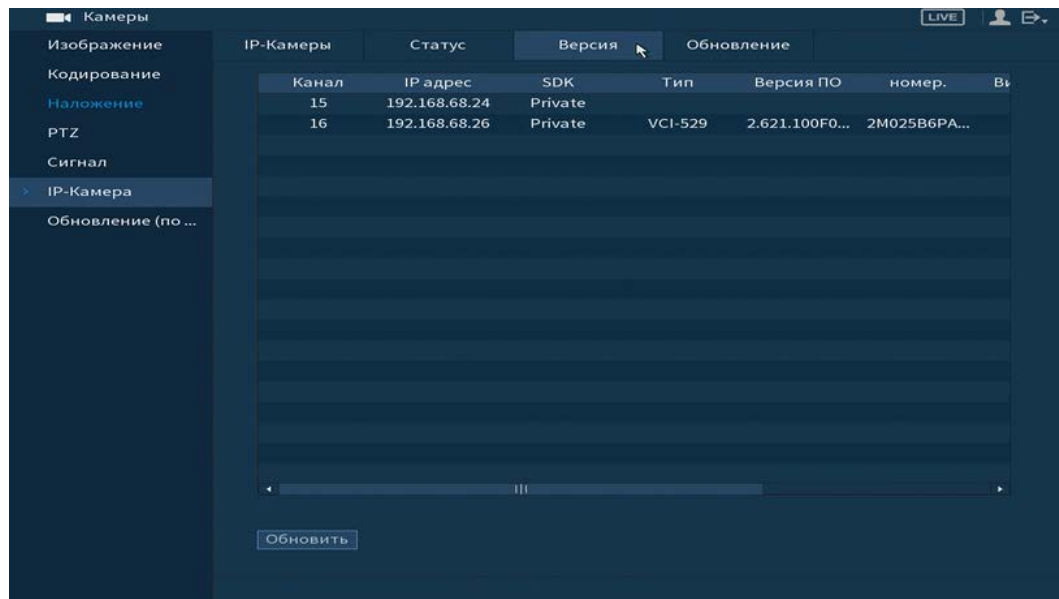 Камеры LIVE
Изображение IP-Камеры Статус Версия Обновление
Кодирование
Канал IP адрес SDK Тип Версия ПО номер. Ви
Наложение
15 192.168.68.24 Private
16 192.168.68.26 Private VCI-529 2.621.100F0... 2M025B6PA...
PTZ
Сигнал
IP-Камера
Обновление (по ...
Обновить